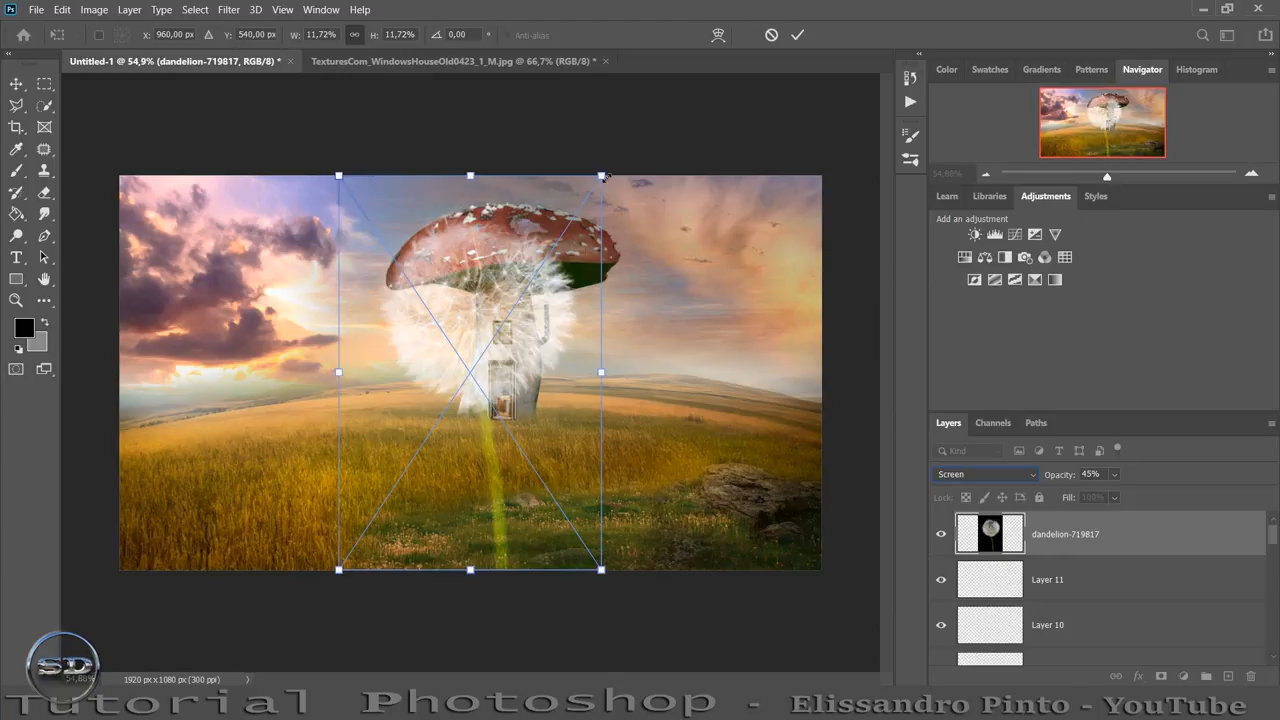 Ps File Edit Image Layer Type Select Filter 3D View Window Help
X: 960,00 px Y: 540,00 px W: 11,72% H: 11,72% 0,00 ° Anti-alias
Untitled-1 @ 54,9% (dandelion-719817, RGB/8) * TexturesCom_WindowsHouseOld0423_1_M.jpg @ 66,7% (RGB/8) *
Color Swatches Gradients Patterns Navigator Histogram
54,68%
Learn Libraries Adjustments Styles
Add an adjustment
Layers Channels Paths
Kind
Screen Opacity: 45%
Lock: Fill: 100%
dandelion-719817
Layer 11
Layer 10
SD
54,88% 1920 px x 1080 px (300 ppi)
Tutorial Photoshop - Elissandro Pinto - YouTube